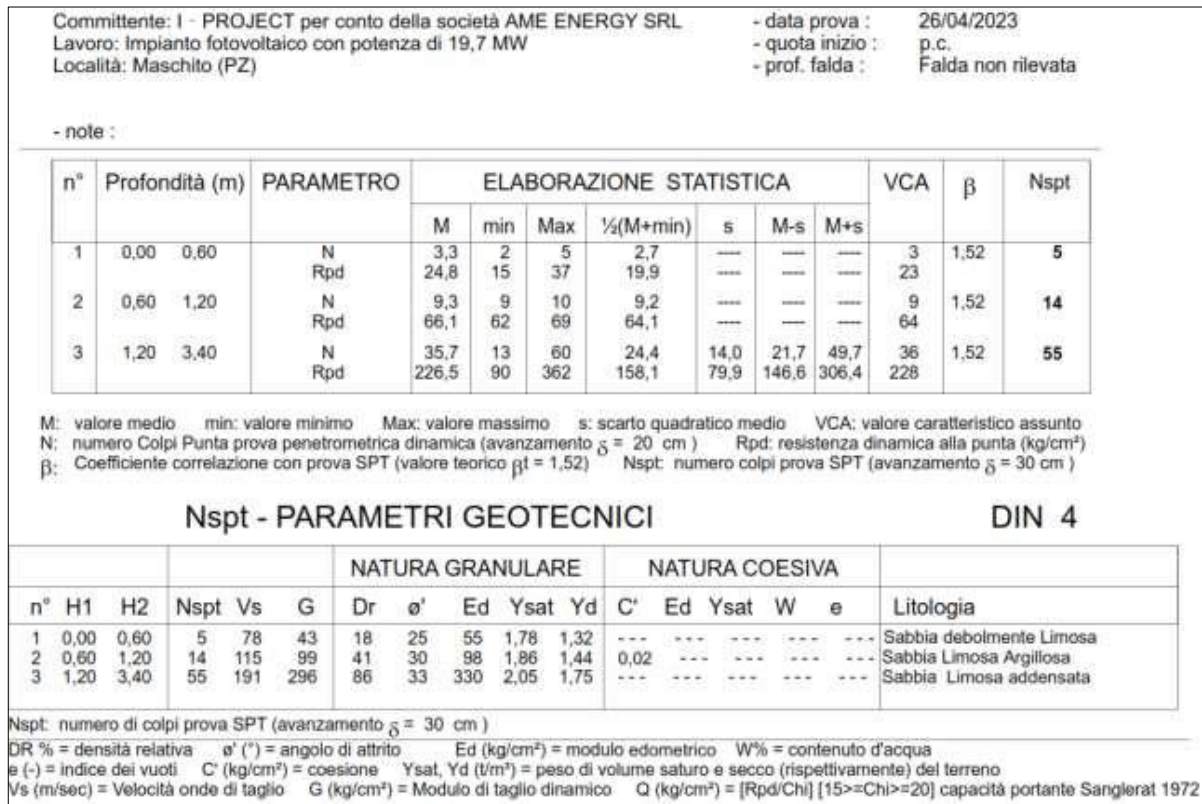 Committente: I - PROJECT per conto della società AME ENERGY SRL - data prova : 26/04/2023
Lavoro: Impianto fotovoltaico con potenza di 19,7 MW - quota inizio : p.c.
Località: Maschito (PZ) - prof. falda : Falda non rilevata
- note :
n° Profondità (m) PARAMETRO ELABORAZIONE STATISTICA VCA β Nspt
M min Max ½(M+min) s M-s M+s
1 0,00 0,60 N 3,3 2 5 2,7 ---- ---- ---- 3 1,52 5
Rpd 24,8 15 37 19,9 ---- ---- ---- 23
2 0,60 1,20 N 9,3 9 10 9,2 ---- ---- ---- 9 1,52 14
Rpd 66,1 62 69 64,1 ---- ---- ---- 64
3 1,20 3,40 N 35,7 13 60 24,4 14,0 21,7 49,7 36 1,52 55
Rpd 226,5 90 362 158,1 79,9 146,6 306,4 228
M: valore medio min: valore minimo Max: valore massimo s: scarto quadratico medio VCA: valore caratteristico assunto
N: numero Colpi Punta prova penetrometrica dinamica (avanzamento δ = 20 cm ) Rpd: resistenza dinamica alla punta (kg/cm²)
β: Coefficiente correlazione con prova SPT (valore teorico βt = 1,52) Nspt: numero colpi prova SPT (avanzamento δ = 30 cm )
Nspt - PARAMETRI GEOTECNICI DIN 4
NATURA GRANULARE NATURA COESIVA
n° H1 H2 Nspt Vs G Dr ø' Ed Ysat Yd C' Ed Ysat W e Litologia
1 0,00 0,60 5 78 43 18 25 55 1,78 1,32 --- --- --- --- --- Sabbia debolmente Limosa
2 0,60 1,20 14 115 99 41 30 98 1,86 1,44 0,02 --- --- --- --- Sabbia Limosa Argillosa
3 1,20 3,40 55 191 296 86 33 330 2,05 1,75 --- --- --- --- --- Sabbia Limosa addensata
Nspt: numero di colpi prova SPT (avanzamento δ = 30 cm )
DR % = densità relativa ø' (°) = angolo di attrito Ed (kg/cm²) = modulo edometrico W% = contenuto d'acqua
e (-) = indice dei vuoti C' (kg/cm²) = coesione Ysat, Yd (t/m³) = peso di volume saturo e secco (rispettivamente) del terreno
Vs (m/sec) = Velocità onde di taglio G (kg/cm²) = Modulo di taglio dinamico Q (kg/cm²) = [Rpd/Chi] [15>=Chi>=20] capacità portante Sanglerat 1972